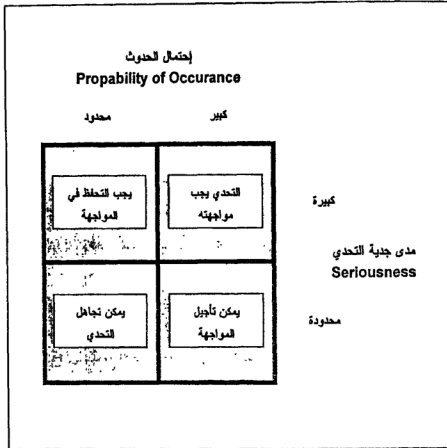 إحتمال الحدوث
Propability of Occurance
كبير
محدود
التحدي يجب
مواجهته
يجب التحفظ في
المواجهة
كبيرة
مدى جدية التحدي
Seriousness
يمكن تأجيل
المواجهة
يمكن تجاهل
التحدي
محدودة